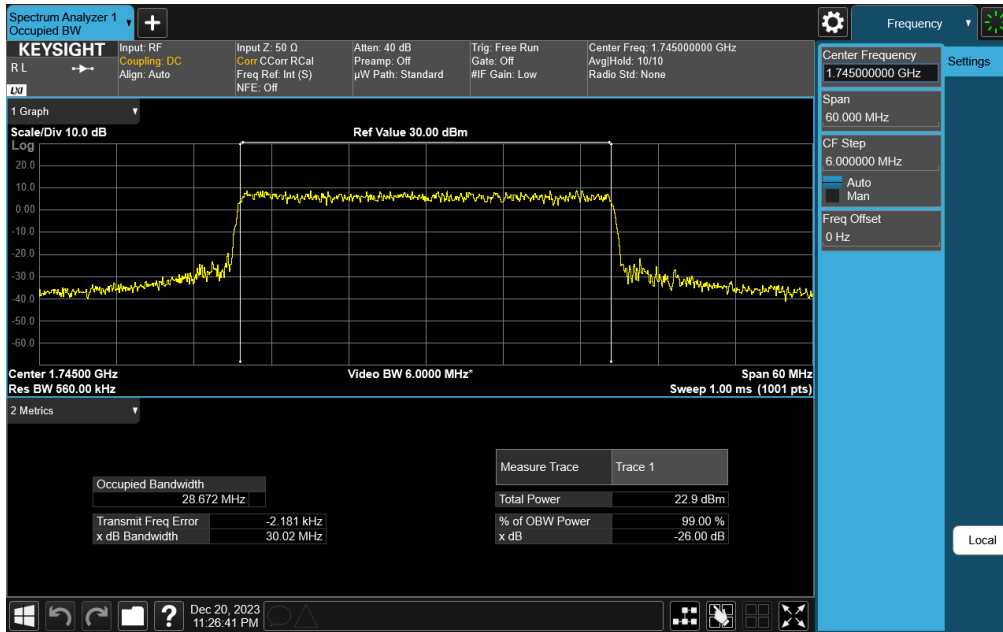 Spectrum Analyzer 1
Occupied BW
Frequency
KEYSIGHT
R L
LXI
Input: RF
Coupling: DC
Align: Auto
Input Z: 50 Ω
Corr CCorr RCal
Freq Ref: Int (S)
NFE: Off
Atten: 40 dB
Preamp: Off
µW Path: Standard
Trig: Free Run
Gate: Off
#IF Gain: Low
Center Freq: 1.745000000 GHz
Avg|Hold: 10/10
Radio Std: None
Center Frequency
1.745000000 GHz
Settings
Span
60.000 MHz
CF Step
6.000000 MHz
Auto
Man
Freq Offset
0 Hz
1 Graph
Scale/Div 10.0 dB
Ref Value 30.00 dBm
Log
20.0
10.0
0.00
-10.0
-20.0
-30.0
-40.0
-50.0
-60.0
Center 1.74500 GHz
Video BW 6.0000 MHz*
Span 60 MHz
Res BW 560.00 kHz
Sweep 1.00 ms (1001 pts)
2 Metrics
Measure Trace
Trace 1
Occupied Bandwidth
28.672 MHz
Total Power
22.9 dBm
Transmit Freq Error
-2.181 kHz
% of OBW Power
99.00 %
x dB Bandwidth
30.02 MHz
x dB
-26.00 dB
Local
?
Dec 20, 2023
11:26:41 PM